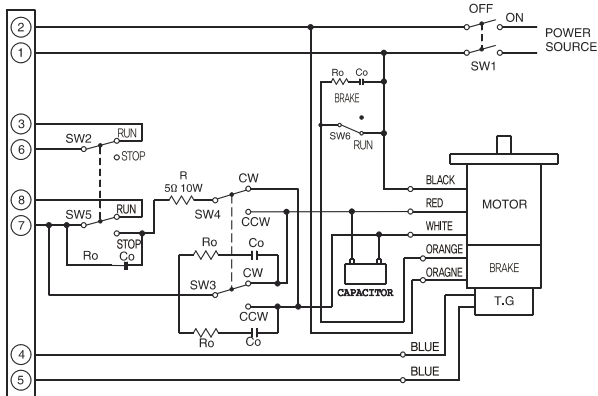 OFF
ON
2
POWER
SOURCE
1
SW1
Ro
Co
BRAKE
3
RUN
SW2
SW6
RUN
6
STOP
R
5Ω 10W
CW
BLACK
8
RUN
SW4
RED
MOTOR
SW5
CCW
7
WHITE
STOP
Ro
Co
Ro
Co
ORANGE
CW
BRAKE
SW3
ORAGNE
CAPACITOR
T.G
CCW
Ro
Co
4
BLUE
5
BLUE